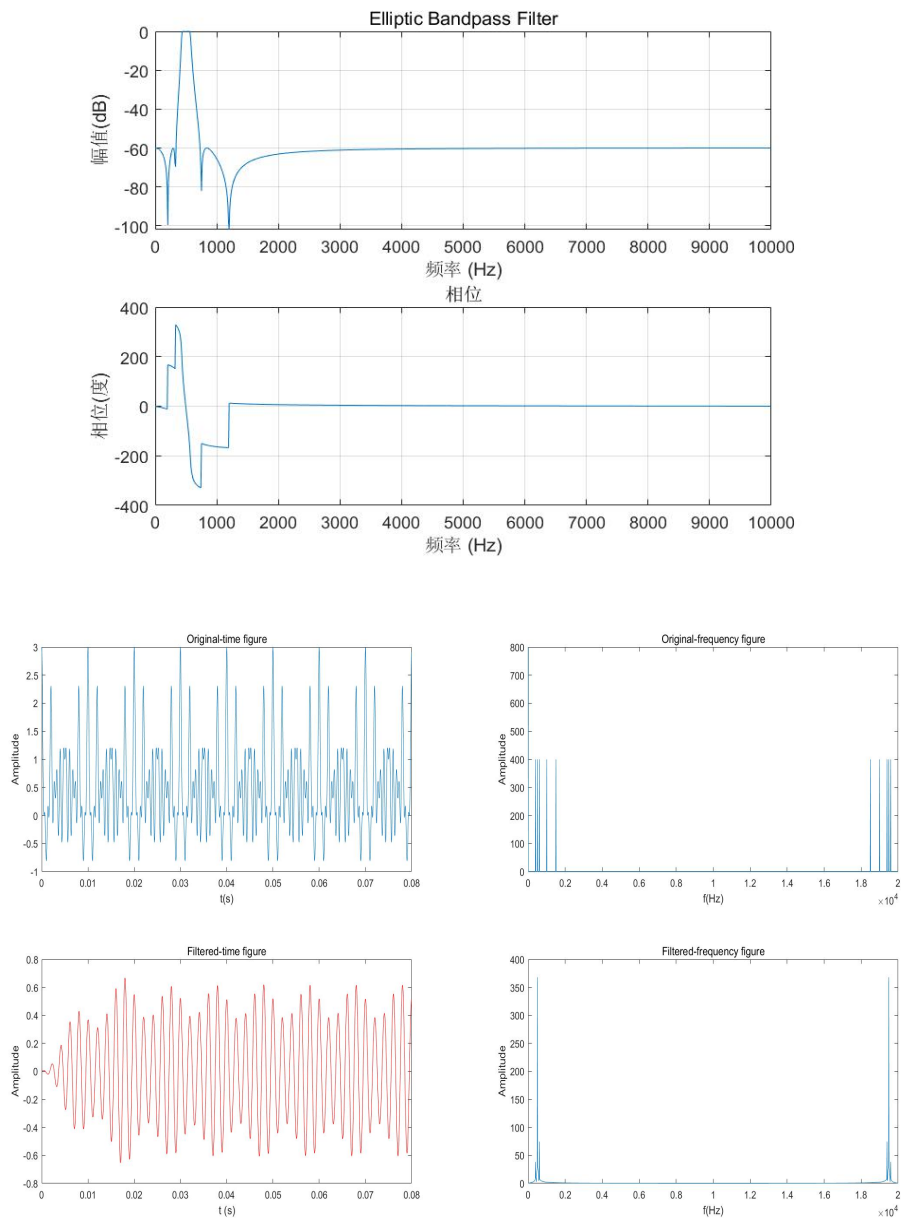 Elliptic Bandpass Filter
0
-20
-40
-60
-80
-100
幅值(dB)
0 1000 2000 3000 4000 5000 6000 7000 8000 9000 10000
频率 (Hz)
相位
400
200
0
-200
-400
相位(度)
0 1000 2000 3000 4000 5000 6000 7000 8000 9000 10000
频率 (Hz)
Original-time figure
3
2.5
2
1.5
1
0.5
0
-0.5
-1
Amplitude
0 0.01 0.02 0.03 0.04 0.05 0.06 0.07 0.08
t(s)
Original-frequency figure
800
700
600
500
400
300
200
100
0
Amplitude
0 0.2 0.4 0.6 0.8 1 1.2 1.4 1.6 1.8 2
f(Hz)
×10⁴
Filtered-time figure
0.8
0.6
0.4
0.2
0
-0.2
-0.4
-0.6
-0.8
Amplitude
0 0.01 0.02 0.03 0.04 0.05 0.06 0.07 0.08
t (s)
Filtered-frequency figure
400
350
300
250
200
150
100
50
0
Amplitude
0 0.2 0.4 0.6 0.8 1 1.2 1.4 1.6 1.8 2
f(Hz)
×10⁴